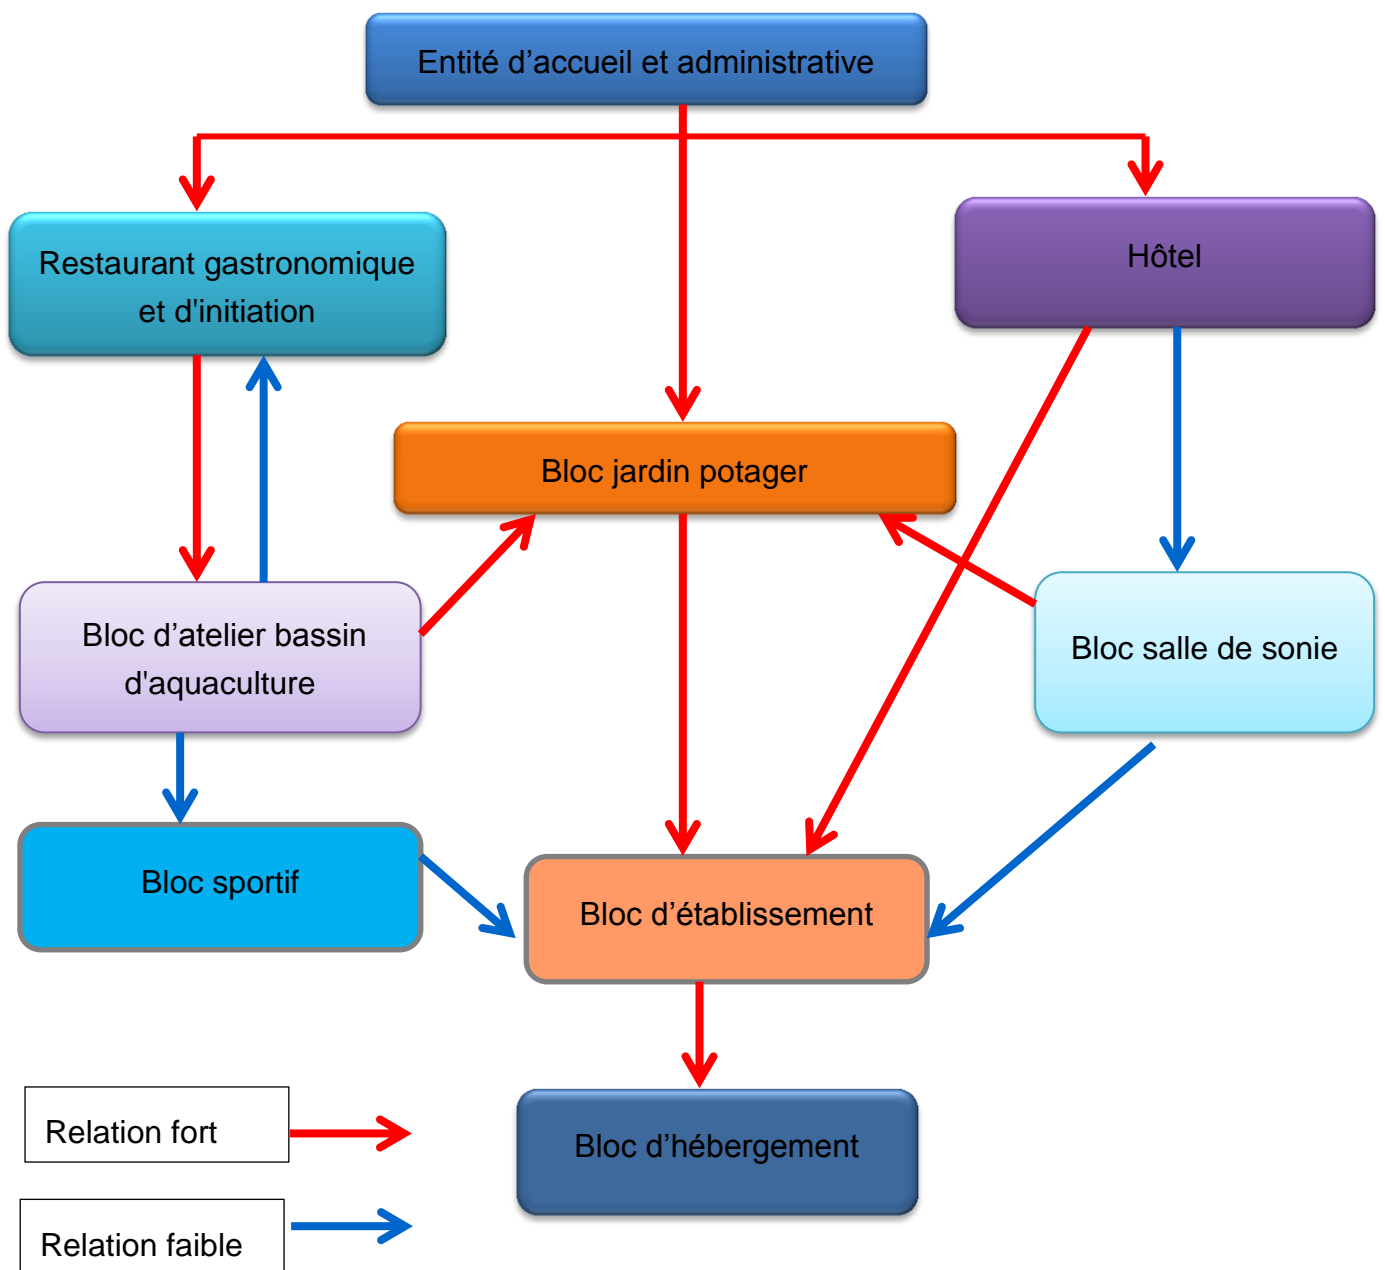 Entité d’accueil et administrative
Restaurant gastronomique
et d'initiation
Hôtel
Bloc jardin potager
Bloc d’atelier bassin
d'aquaculture
Bloc salle de sonie
Bloc sportif
Bloc d’établissement
Bloc d’hébergement
Relation fort
Relation faible